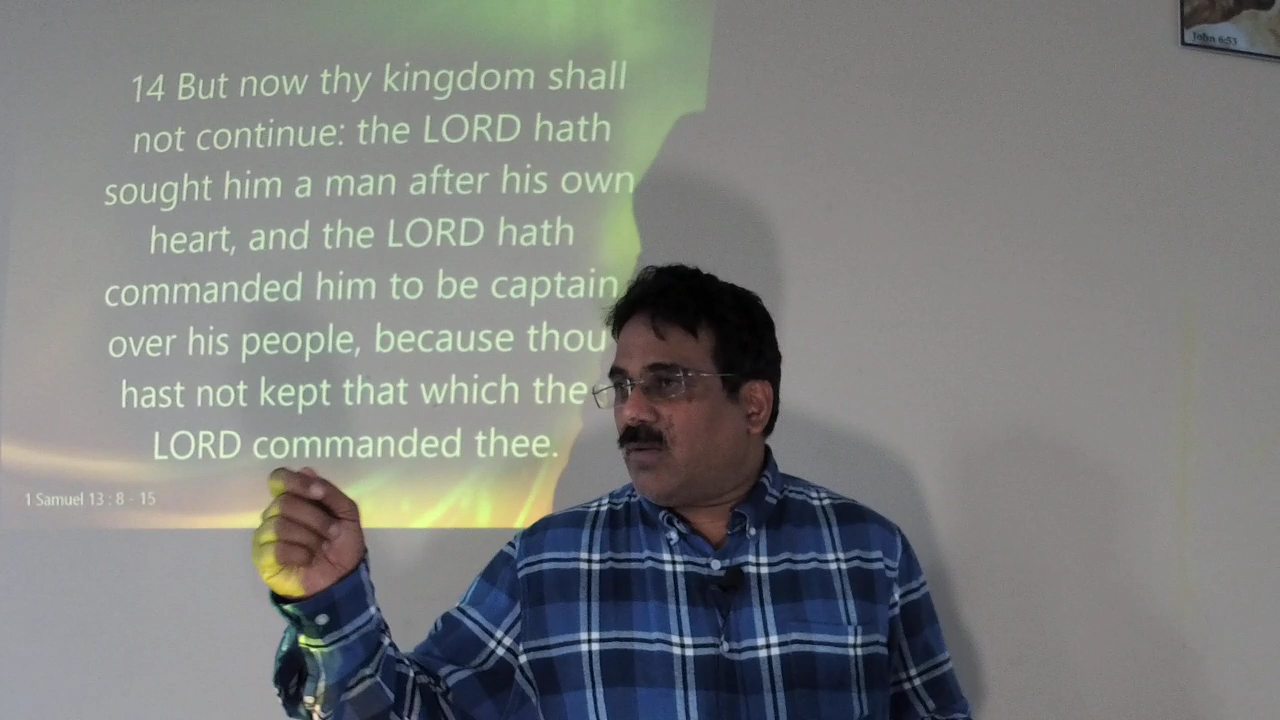 14 But now thy kingdom shall
not continue: the LORD hath
sought him a man after his own
heart, and the LORD hath
commanded him to be captain
over his people, because thou
hast not kept that which the
LORD commanded thee.
1 Samuel 13 : 8 - 15
John 6:53